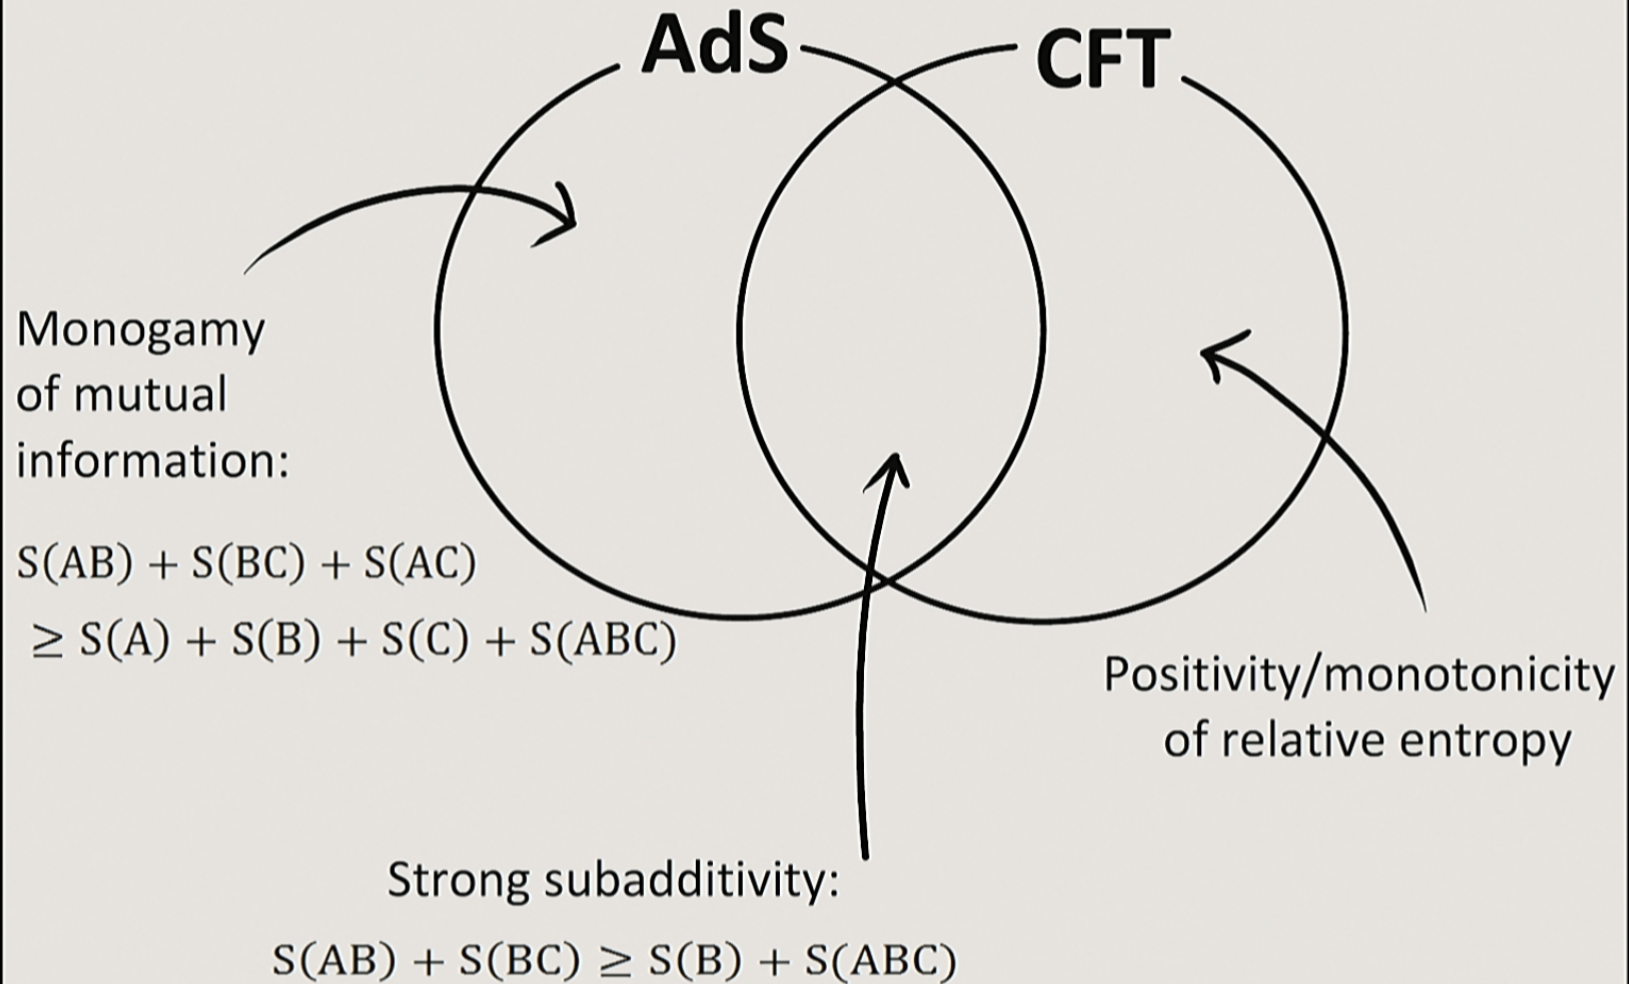 AdS
CFT
Monogamy
of mutual
information:
S(AB) + S(BC) + S(AC)
≥ S(A) + S(B) + S(C) + S(ABC)
Positivity/monotonicity
of relative entropy
Strong subadditivity:
S(AB) + S(BC) ≥ S(B) + S(ABC)